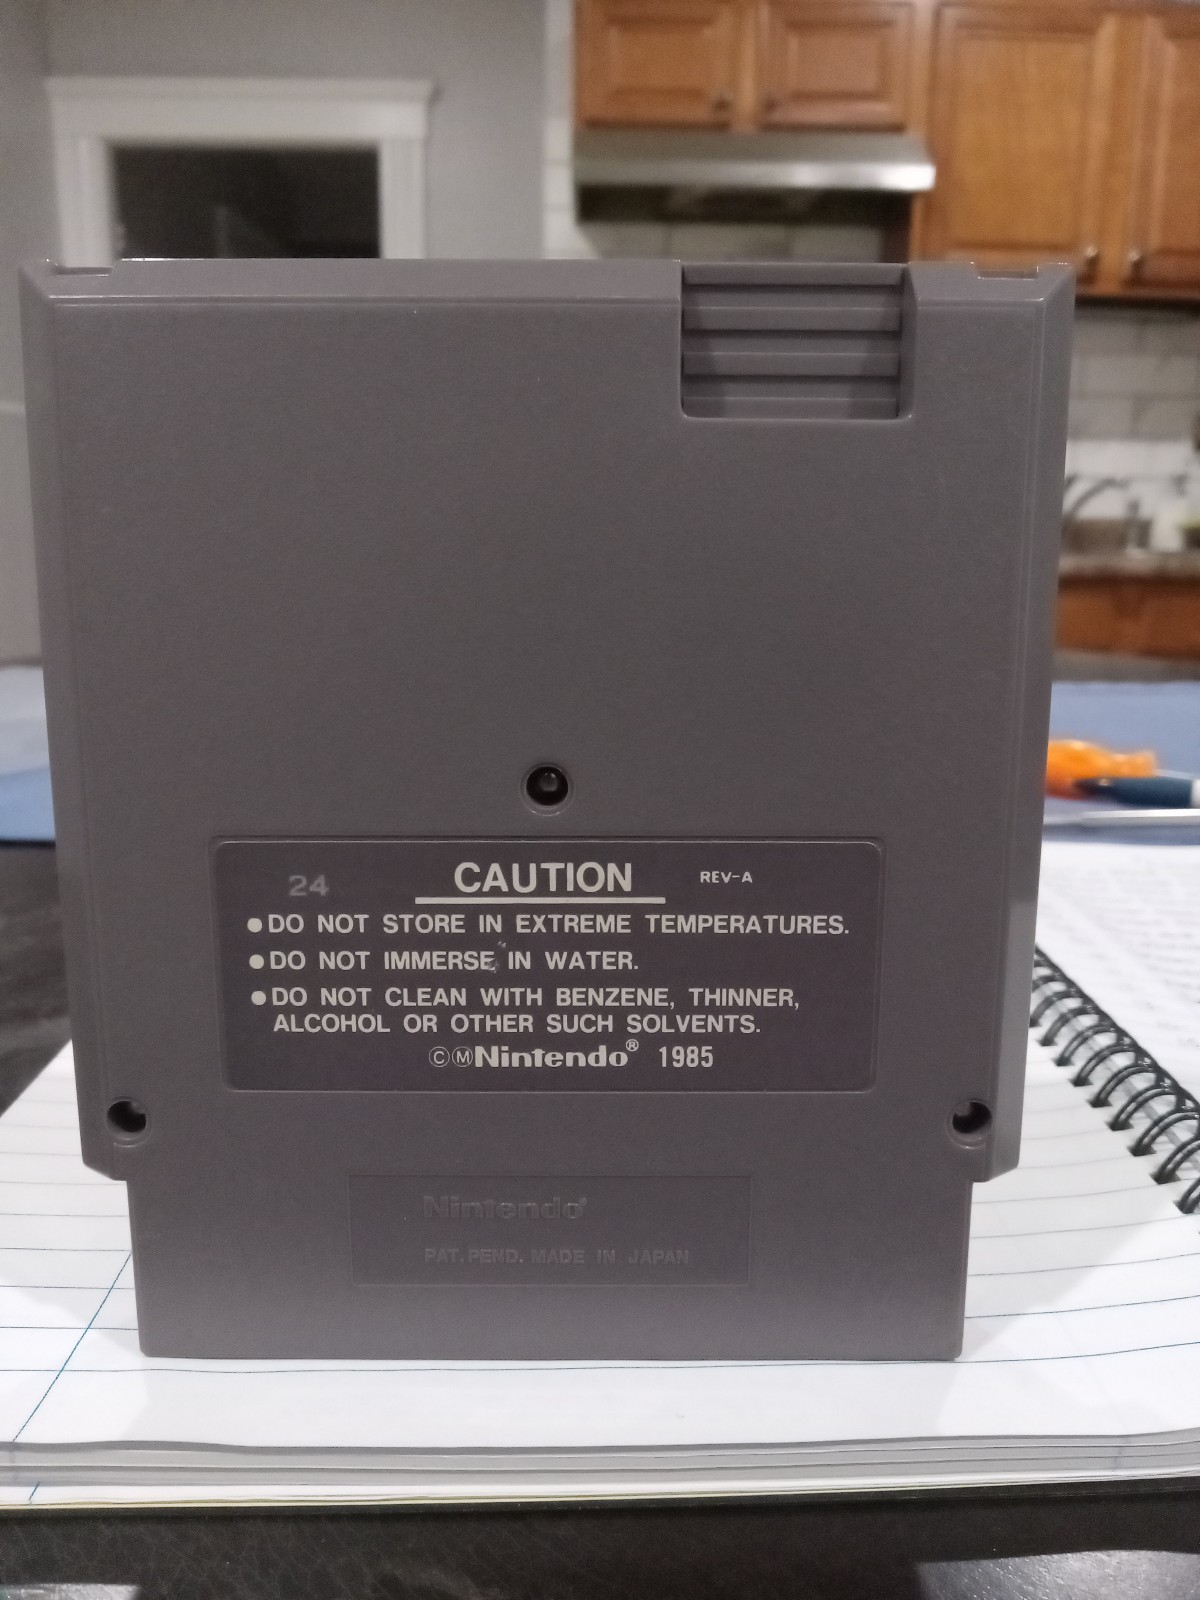 24
CAUTION
REV-A
●DO NOT STORE IN EXTREME TEMPERATURES.
●DO NOT IMMERSE IN WATER.
●DO NOT CLEAN WITH BENZENE, THINNER,
ALCOHOL OR OTHER SUCH SOLVENTS.
ⒸⓂNintendo® 1985
Nintendo®
PAT. PEND. MADE IN JAPAN